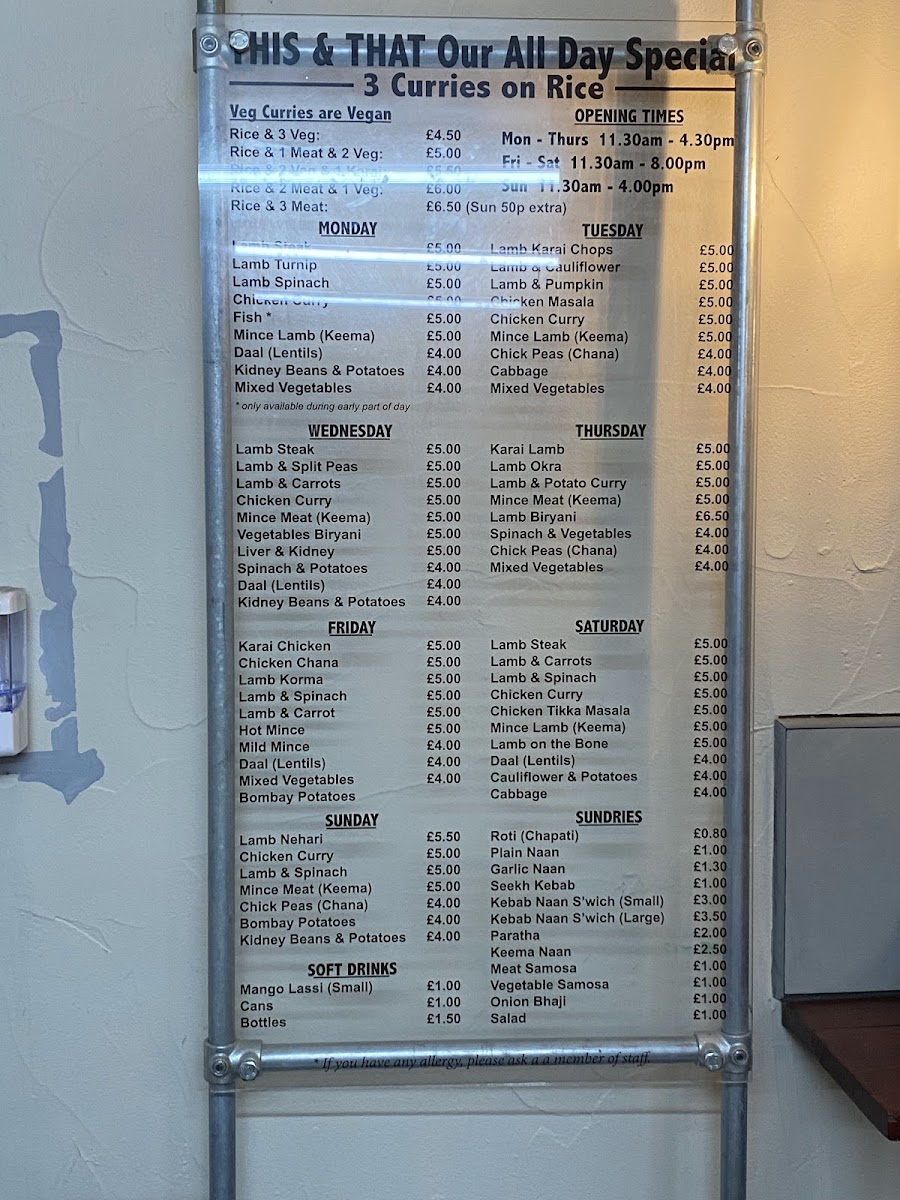 THIS & THAT Our All Day Special
3 Curries on Rice
Veg Curries are Vegan
Rice & 3 Veg: £4.50
Rice & 1 Meat & 2 Veg: £5.00
Rice & 2 Meat & 1 Veg: £6.00
Rice & 3 Meat: £6.50 (Sun 50p extra)
OPENING TIMES
Mon - Thurs 11.30am - 4.30pm
Fri - Sat 11.30am - 8.00pm
Sun 11.30am - 4.00pm
MONDAY
Lamb Steak £5.00
Lamb Turnip £5.00
Lamb Spinach £5.00
Chicken Curry £5.00
Fish * £5.00
Mince Lamb (Keema) £5.00
Daal (Lentils) £4.00
Kidney Beans & Potatoes £4.00
Mixed Vegetables £4.00
* only available during early part of day
TUESDAY
Lamb Karai Chops £5.00
Lamb & Cauliflower £5.00
Lamb & Pumpkin £5.00
Chicken Masala £5.00
Chicken Curry £5.00
Mince Lamb (Keema) £5.00
Chick Peas (Chana) £4.00
Cabbage £4.00
Mixed Vegetables £4.00
WEDNESDAY
Lamb Steak £5.00
Lamb & Split Peas £5.00
Lamb & Carrots £5.00
Chicken Curry £5.00
Mince Meat (Keema) £5.00
Vegetables Biryani £5.00
Liver & Kidney £5.00
Spinach & Potatoes £4.00
Daal (Lentils) £4.00
Kidney Beans & Potatoes £4.00
THURSDAY
Karai Lamb £5.00
Lamb Okra £5.00
Lamb & Potato Curry £5.00
Mince Meat (Keema) £5.00
Lamb Biryani £6.50
Spinach & Vegetables £4.00
Chick Peas (Chana) £4.00
Mixed Vegetables £4.00
FRIDAY
Karai Chicken £5.00
Chicken Chana £5.00
Lamb Korma £5.00
Lamb & Spinach £5.00
Lamb & Carrot £5.00
Hot Mince £5.00
Mild Mince £4.00
Daal (Lentils) £4.00
Mixed Vegetables £4.00
Bombay Potatoes
SATURDAY
Lamb Steak £5.00
Lamb & Carrots £5.00
Lamb & Spinach £5.00
Chicken Curry £5.00
Chicken Tikka Masala £5.00
Mince Lamb (Keema) £5.00
Lamb on the Bone £5.00
Daal (Lentils) £4.00
Cauliflower & Potatoes £4.00
Cabbage £4.00
SUNDAY
Lamb Nehari £5.50
Chicken Curry £5.00
Lamb & Spinach £5.00
Mince Meat (Keema) £5.00
Chick Peas (Chana) £4.00
Bombay Potatoes £4.00
Kidney Beans & Potatoes £4.00
SOFT DRINKS
Mango Lassi (Small) £1.00
Cans £1.00
Bottles £1.50
SUNDRIES
Roti (Chapati) £0.80
Plain Naan £1.00
Garlic Naan £1.30
Seekh Kebab £1.00
Kebab Naan S'wich (Small) £3.00
Kebab Naan S'wich (Large) £3.50
Paratha £2.00
Keema Naan £2.50
Meat Samosa £1.00
Vegetable Samosa £1.00
Onion Bhaji £1.00
Salad £1.00
* If you have any allergy, please ask a a member of staff.